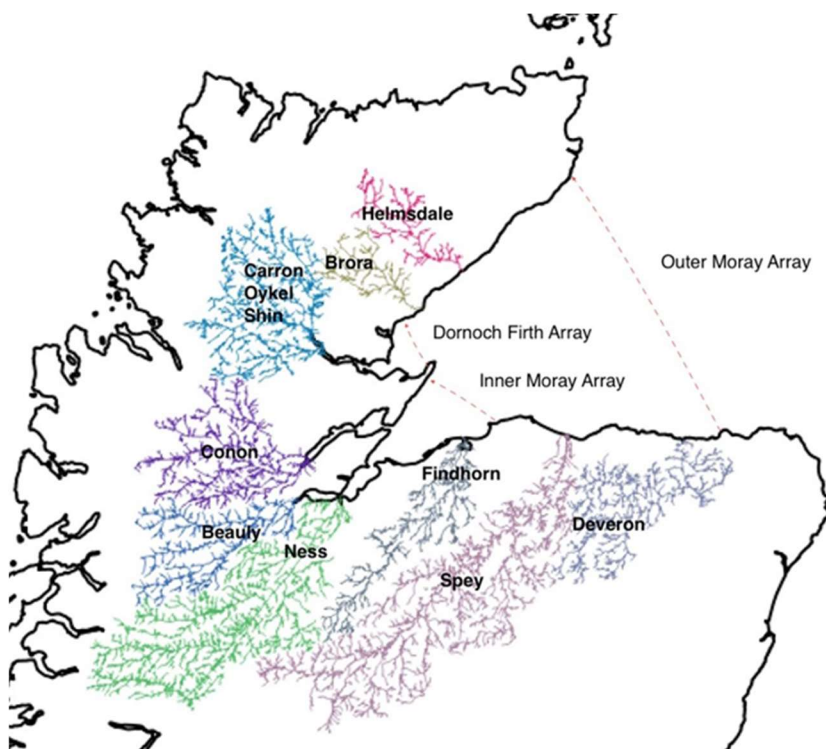 Helmsdale
Brora
Carron
Oykel
Shin
Outer Moray Array
Dornoch Firth Array
Inner Moray Array
Conon
Findhorn
Beauly
Ness
Deveron
Spey